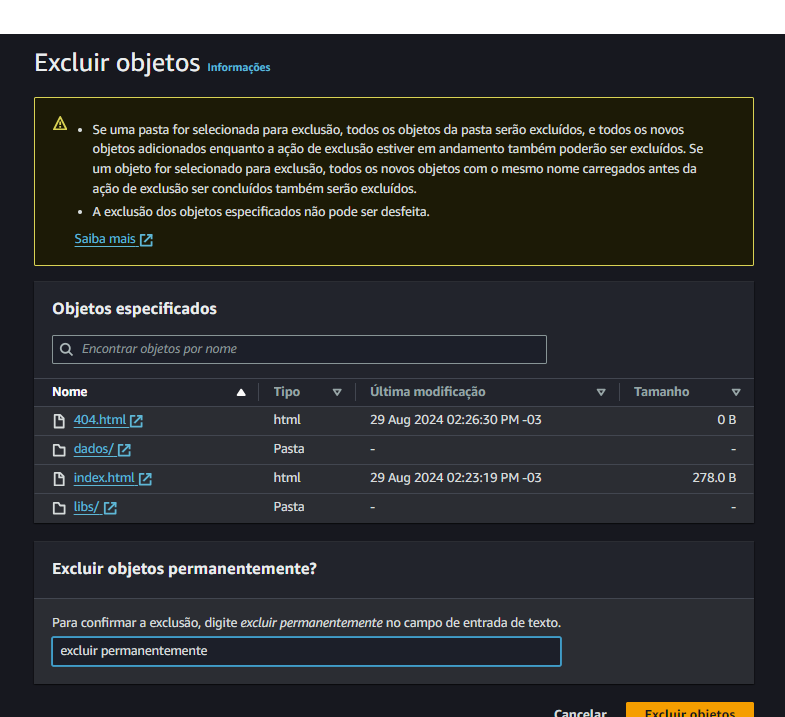 Excluir objetos Informações
Se uma pasta for selecionada para exclusão, todos os objetos da pasta serão excluídos, e todos os novos
objetos adicionados enquanto a ação de exclusão estiver em andamento também poderão ser excluídos. Se
um objeto for selecionado para exclusão, todos os novos objetos com o mesmo nome carregados antes da
ação de exclusão ser concluídos também serão excluídos.
A exclusão dos objetos especificados não pode ser desfeita.
Saiba mais
Objetos especificados
Encontrar objetos por nome
Nome Tipo Última modificação Tamanho
404.html html 29 Aug 2024 02:26:30 PM -03 0 B
dados/ Pasta - -
index.html html 29 Aug 2024 02:23:19 PM -03 278.0 B
libs/ Pasta - -
Excluir objetos permanentemente?
Para confirmar a exclusão, digite excluir permanentemente no campo de entrada de texto.
excluir permanentemente
Cancelar Excluir objetos